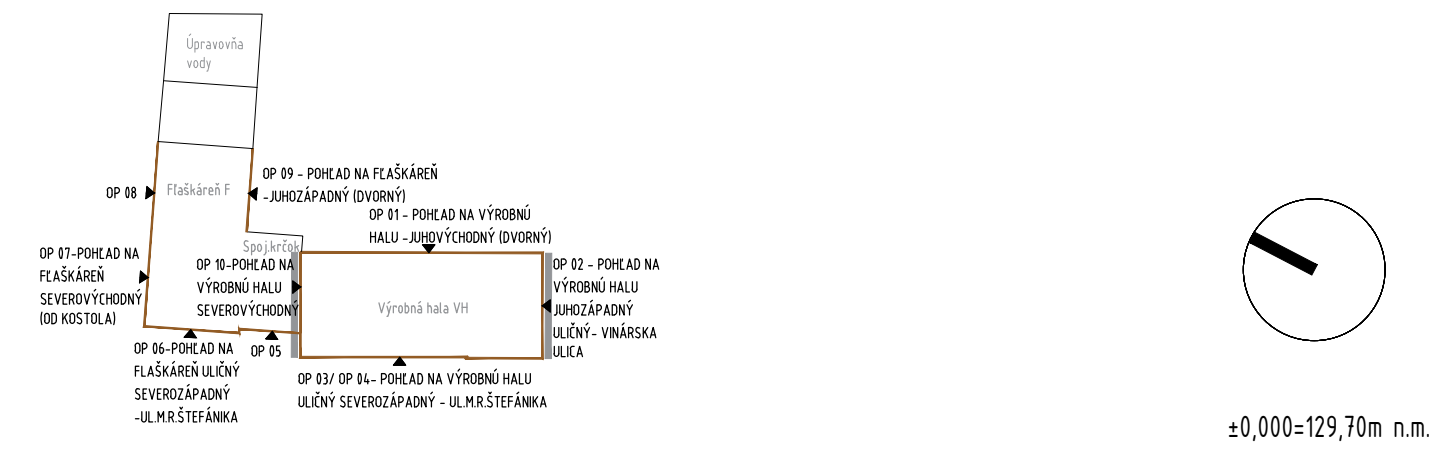 Úpravovňa
vody
OP 08
Fľaškáreň F
OP 09 - POHĽAD NA FĽAŠKÁREŇ
-JUHOZÁPADNÝ (DVORNÝ)
OP 01 - POHĽAD NA VÝROBNÚ
HALU -JUHOVÝCHODNÝ (DVORNÝ)
Spoj.krčok
OP 07-POHĽAD NA
FĽAŠKÁREŇ
SEVEROVÝCHODNÝ
(OD KOSTOLA)
OP 10-POHĽAD NA
VÝROBNÚ HALU
SEVEROVÝCHODNÝ
Výrobná hala VH
OP 02 - POHĽAD NA
VÝROBNÚ HALU
JUHOZÁPADNÝ
ULIČNÝ- VINÁRSKA
ULICA
OP 06-POHĽAD NA
FLAŠKÁREŇ ULIČNÝ
SEVEROZÁPADNÝ
-UL.M.R.ŠTEFÁNIKA
OP 05
OP 03/ OP 04- POHĽAD NA VÝROBNÚ HALU
ULIČNÝ SEVEROZÁPADNÝ - UL.M.R.ŠTEFÁNIKA
±0,000=129,70m n.m.